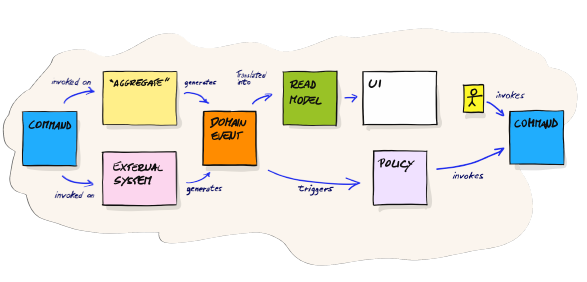 invoked on
"AGGREGATE"
generates
Translated
into
READ
MODEL
UI
invokes
COMMAND
DOMAIN
EVENT
COMMAND
EXTERNAL
SYSTEM
POLICY
invoked on
generates
triggers
invokes